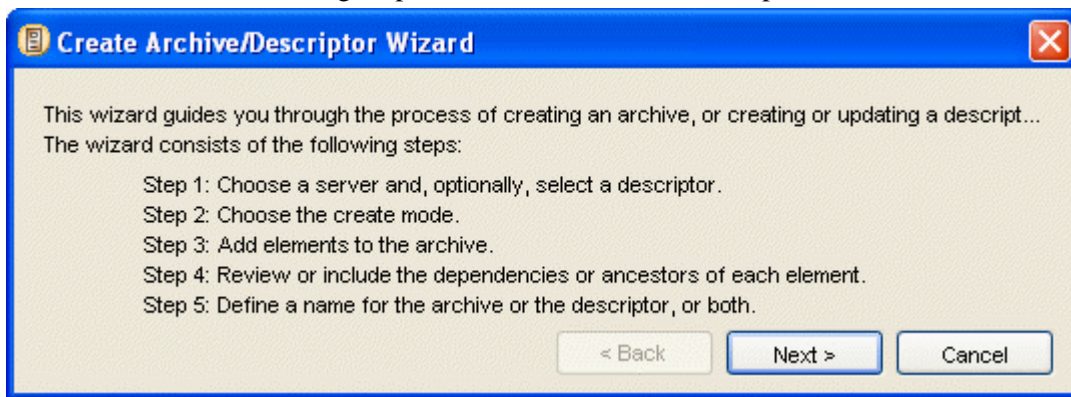 Create Archive/Descriptor Wizard
This wizard guides you through the process of creating an archive, or creating or updating a descript...
The wizard consists of the following steps:
Step 1: Choose a server and, optionally, select a descriptor.
Step 2: Choose the create mode.
Step 3: Add elements to the archive.
Step 4: Review or include the dependencies or ancestors of each element.
Step 5: Define a name for the archive or the descriptor, or both.
< Back Next > Cancel